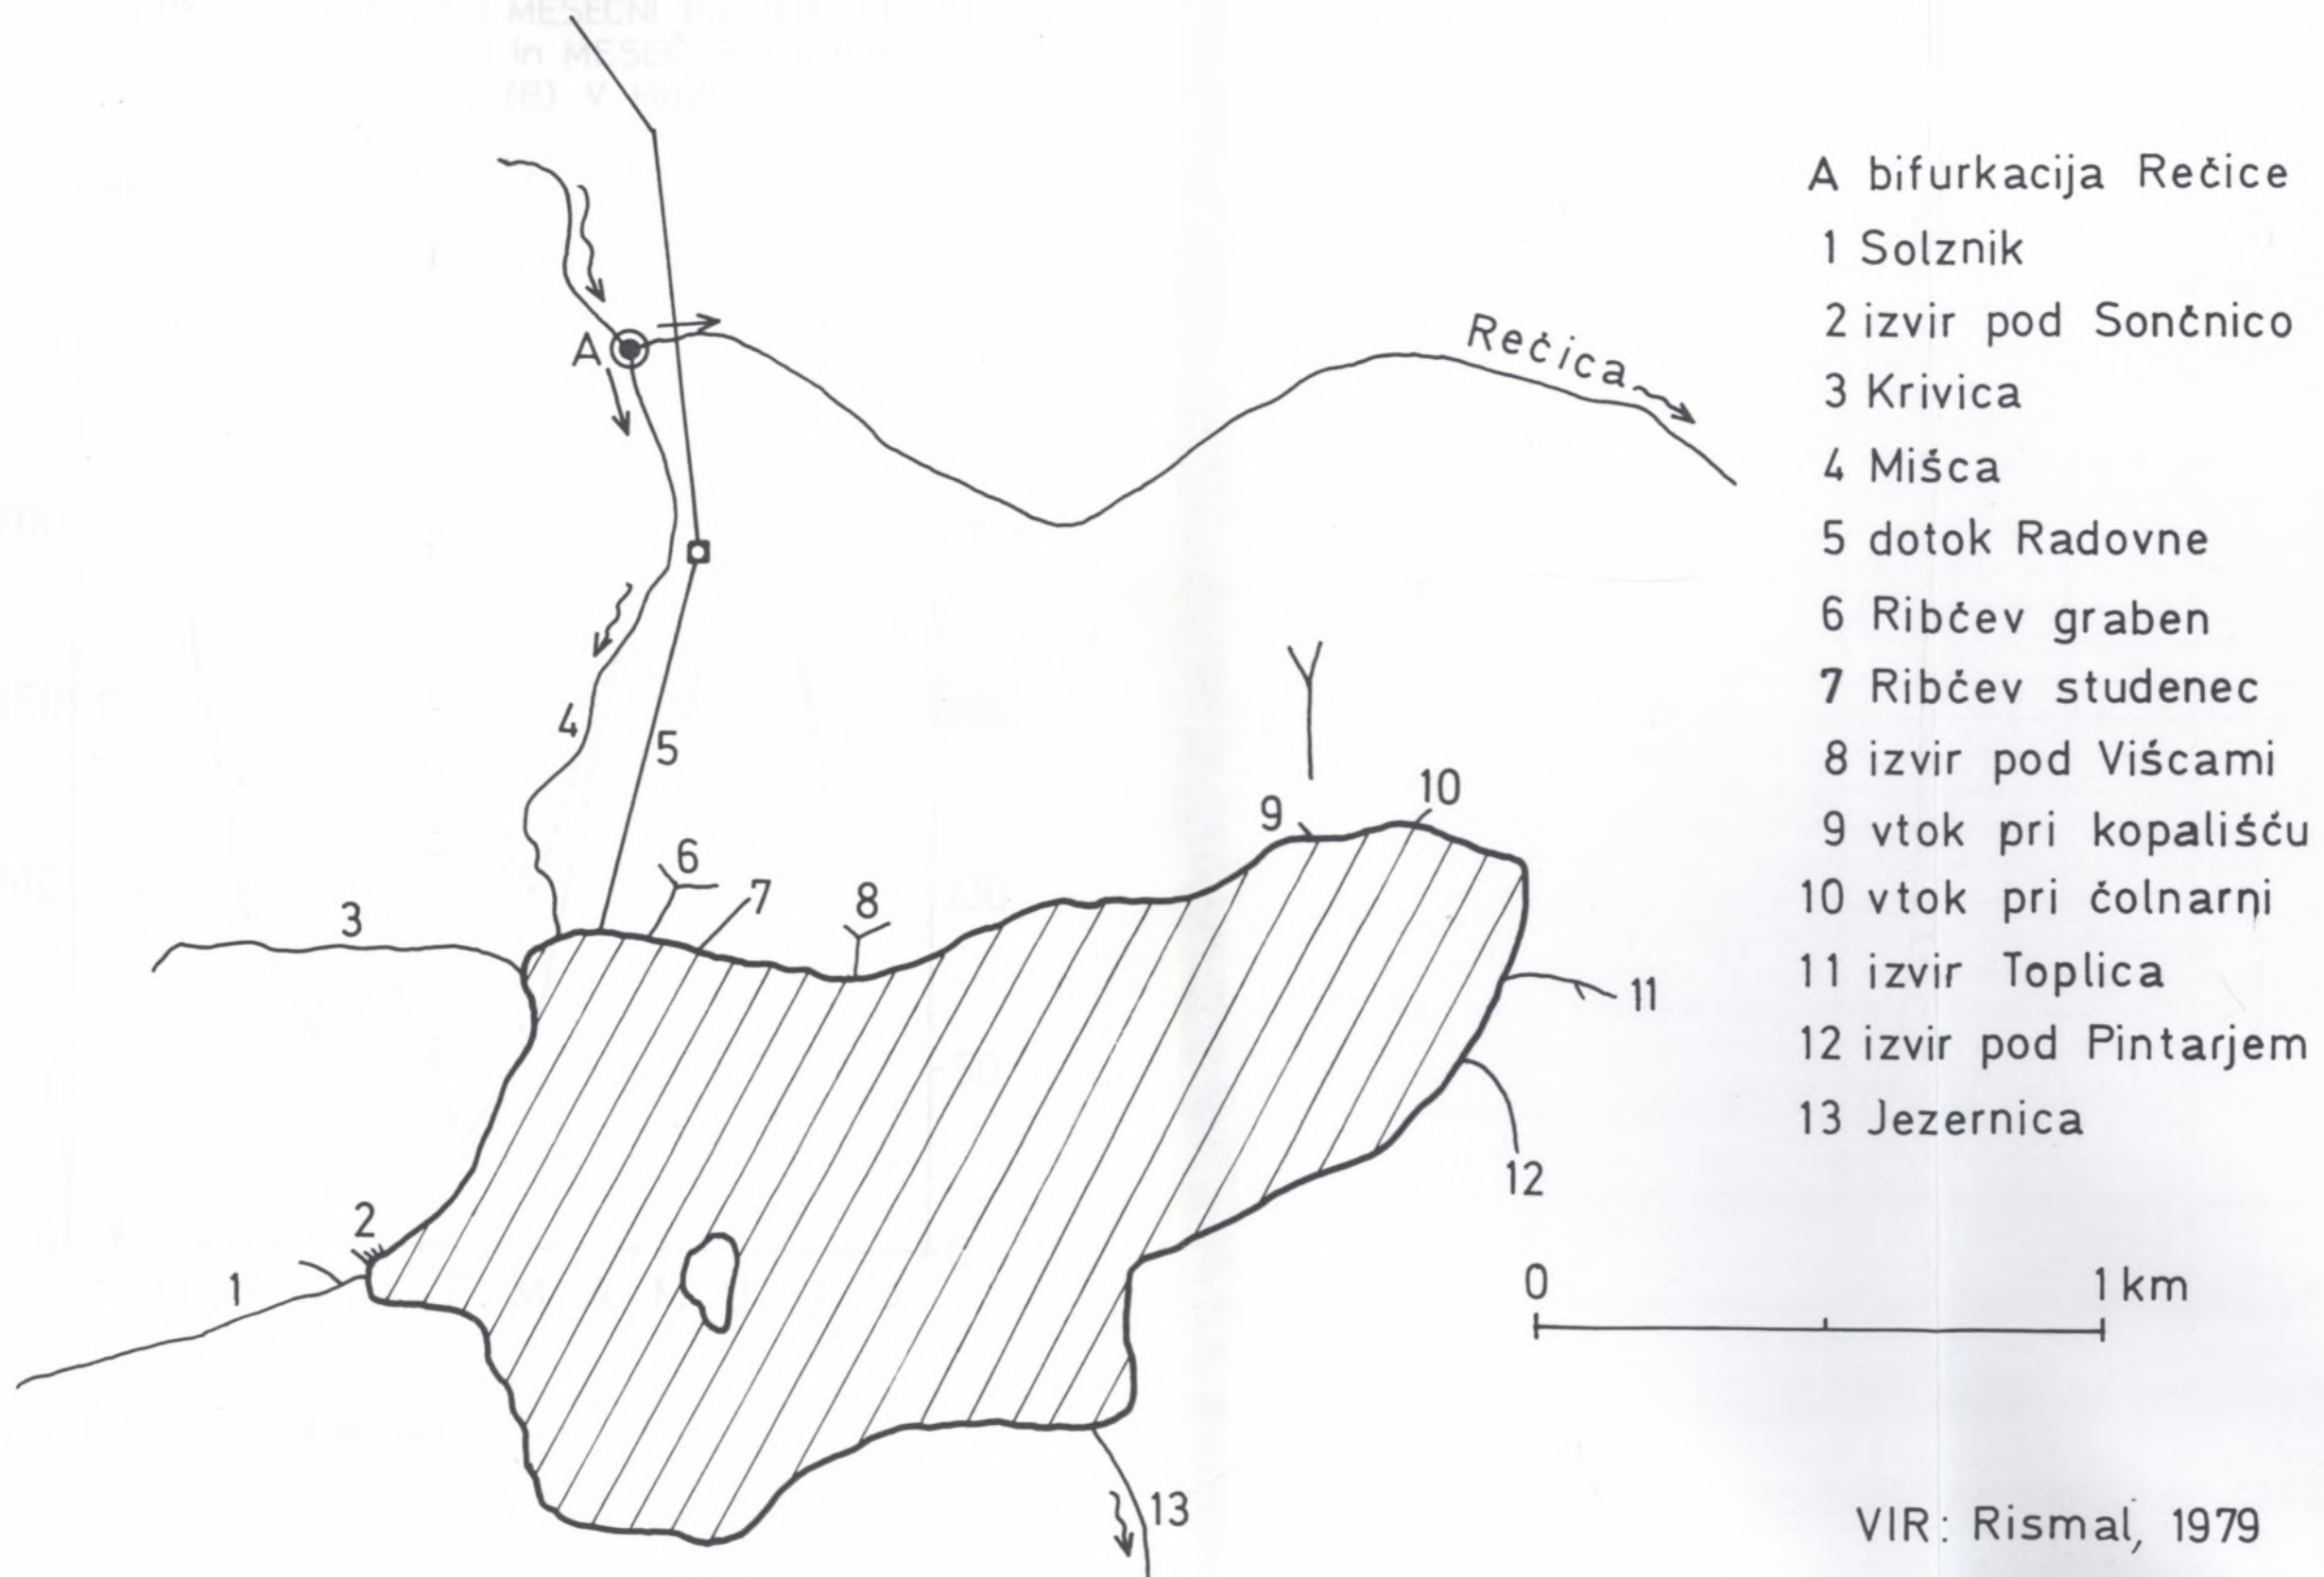 A bifurkacija Rečice
1 Solznik
2 izvir pod Sončnico
3 Krivica
4 Mišca
5 dotok Radovne
6 Ribčev graben
7 Ribčev studenec
8 izvir pod Višcami
9 vtok pri kopališču
10 vtok pri čolnarni
11 izvir Toplica
12 izvir pod Pintarjem
13 Jezernica
A
Rečica
4
5
6
7
8
9
10
3
11
12
2
1
13
0 1 km
VIR: Rismal, 1979
MESEČNI
in MESEČ
(B) V